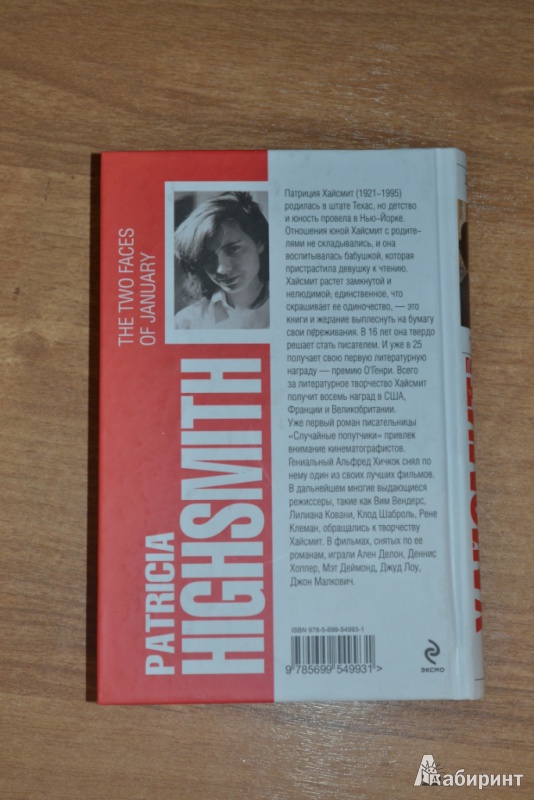 THE TWO FACES
OF JANUARY
PATRICIA
HIGHSMITH
Патриция Хайсмит (1921–1995)
родилась в штате Техас, но детство
и юность провела в Нью-Йорке.
Отношения юной Хайсмит с родите-
лями не складывались, и она
воспитывалась бабушкой, которая
пристрастила девушку к чтению.
Хайсмит растет замкнутой и
нелюдимой, единственное, что
скрашивает ее одиночество, — это
книги и желание выплеснуть на бумагу
свои переживания. В 16 лет она твердо
решает стать писателем. И уже в 25
получает свою первую литературную
награду — премию О'Генри. Всего
за литературное творчество Хайсмит
получит восемь наград в США,
Франции и Великобритании.
Уже первый роман писательницы
«Случайные попутчики» привлек
внимание кинематографистов.
Гениальный Альфред Хичкок снял по
нему один из своих лучших фильмов.
В дальнейшем многие выдающиеся
режиссеры, такие как Вим Вендерс,
Лилиана Ковани, Клод Шаброль, Рене
Клеман, обращались к творчеству
Хайсмит. В фильмах, снятых по ее
романам, играли Ален Делон, Деннис
Хоппер, Мэт Деймонд, Джуд Лоу,
Джон Малкович.
ISBN 978-5-699-54993-1
9 785699 549931 >
ЭКСМО
Лабиринт